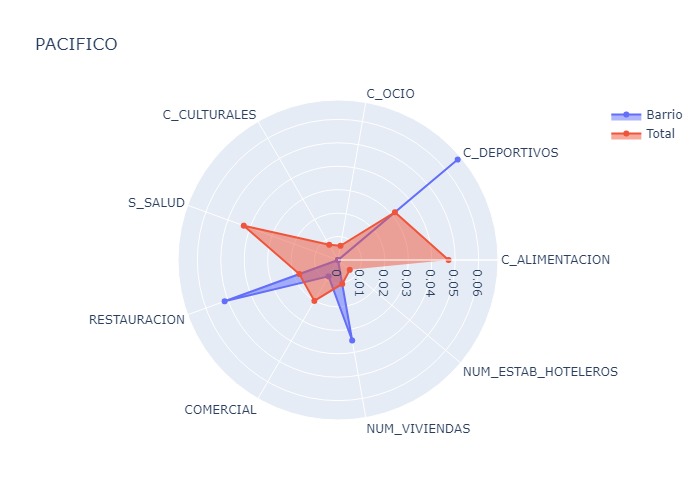 PACIFICO
C_OCIO
C_CULTURALES
Barrio
Total
C_DEPORTIVOS
S_SALUD
C_ALIMENTACION
0
0.01
0.02
0.03
0.04
0.05
0.06
RESTAURACION
NUM_ESTAB_HOTELEROS
COMERCIAL
NUM_VIVIENDAS